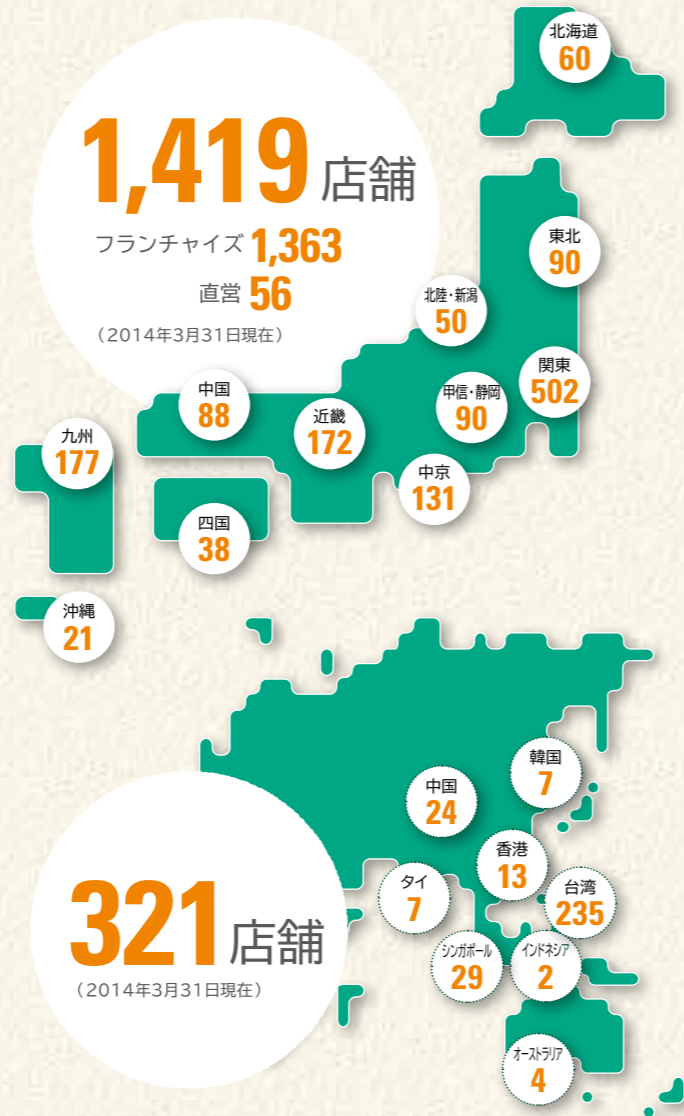 北海道
60
1,419 店舗
フランチャイズ 1,363
直営 56
（2014年3月31日現在）
東北
90
北陸・新潟
50
関東
502
甲信・静岡
90
中国
88
近畿
172
九州
177
中京
131
四国
38
沖縄
21
韓国
7
中国
24
香港
13
タイ
7
台湾
235
321 店舗
（2014年3月31日現在）
シンガポール
29
インドネシア
2
オーストラリア
4